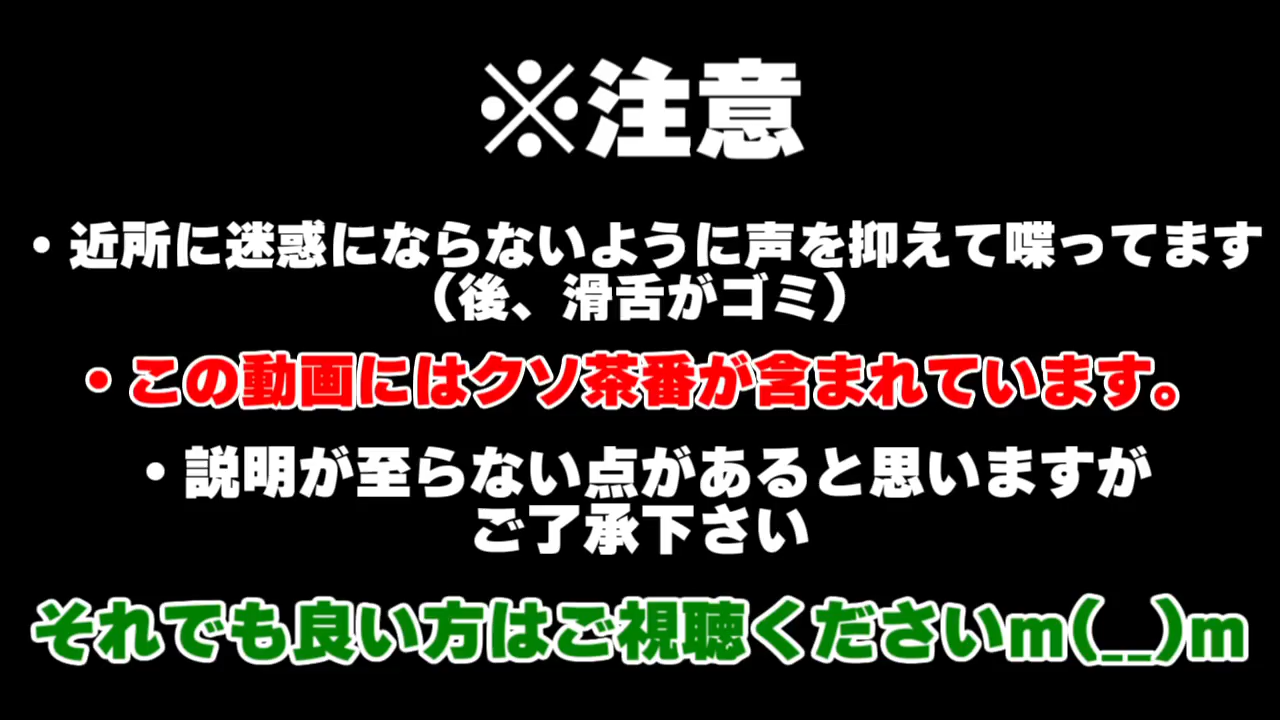 ※注意
・近所に迷惑にならないように声を抑えて喋ってます
（後、滑舌がゴミ）
・この動画にはクソ茶番が含まれています。
・説明が至らない点があると思いますが
ご了承下さい
それでも良い方はご視聴くださいm(__)m